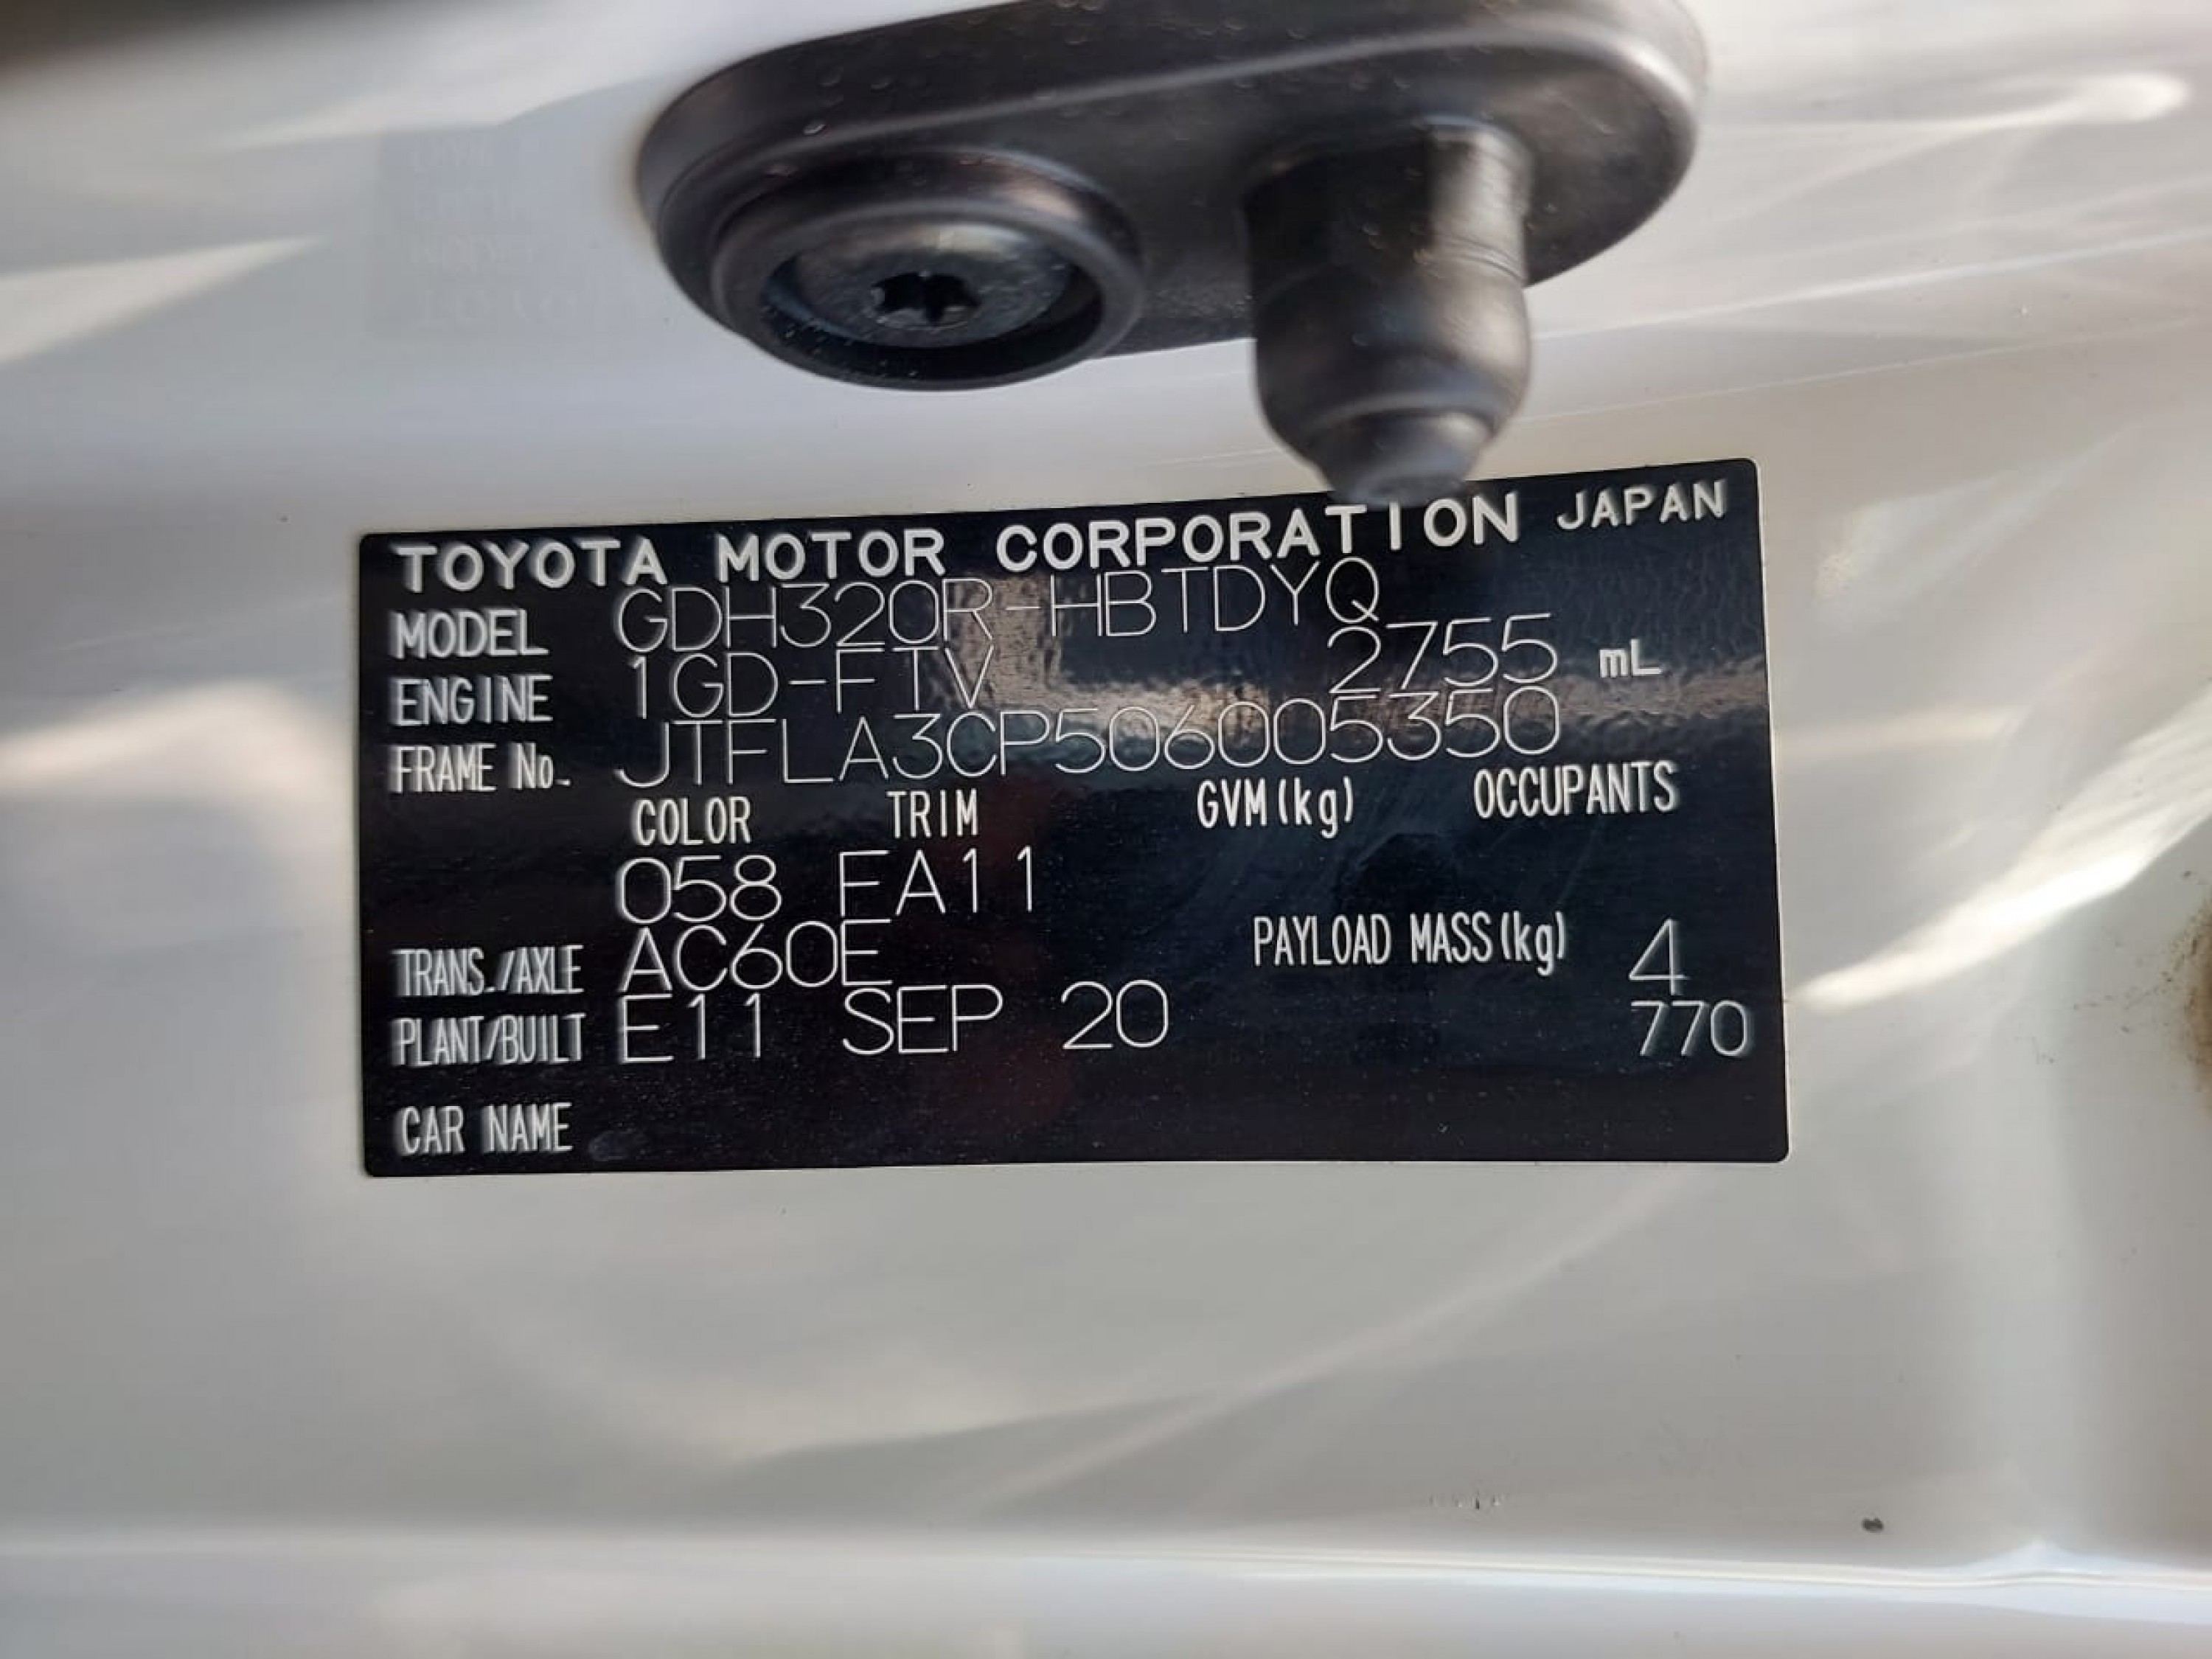 TOYOTA MOTOR CORPORATION JAPAN
MODEL GDH320R-HBTDYQ
ENGINE 1GD-FTV 2755 mL
FRAME No. JTFLA3CP506005350
COLOR TRIM GVM(kg) OCCUPANTS
058 FA11
TRANS./AXLE AC60E PAYLOAD MASS(kg) 4
PLANT/BUILT E11 SEP 20 770
CAR NAME